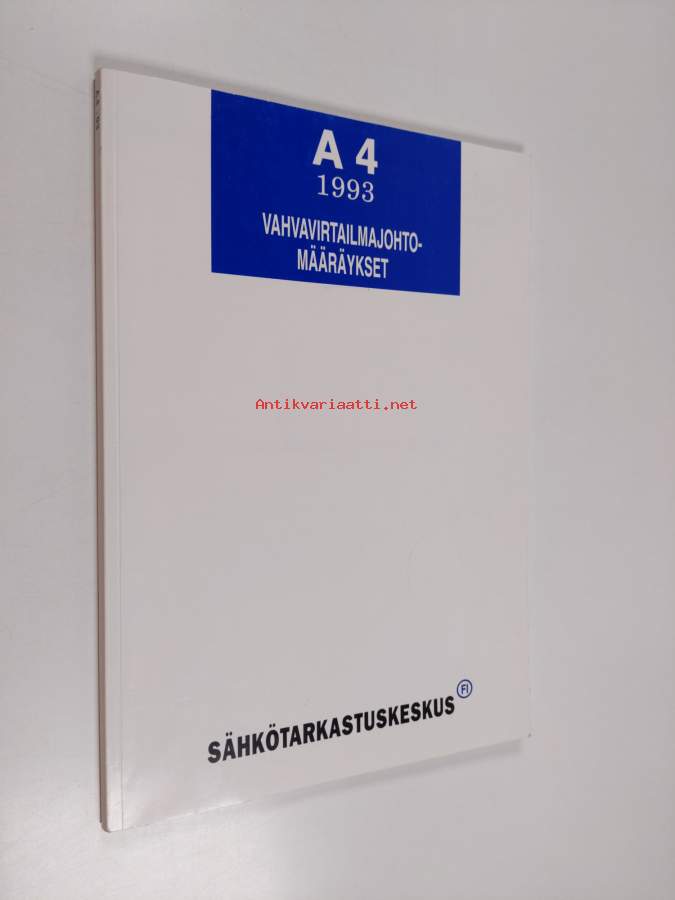 A 4
1993
VAHVAVIRTAILMAJOHTO-
MÄÄRÄYKSET
Antikvariaatti.net
SÄHKÖTARKASTUSKESKUS FI